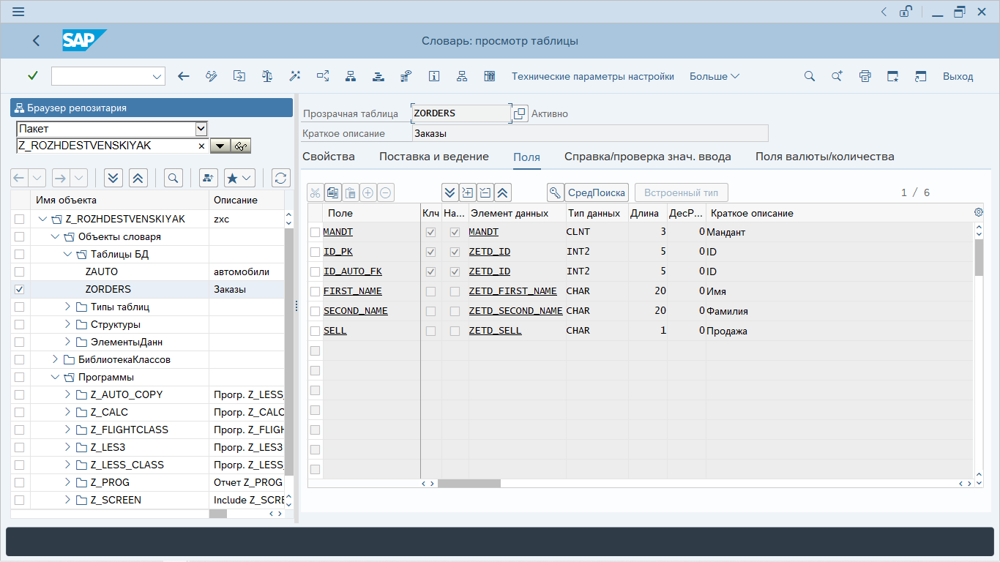 SAP
Словарь: просмотр таблицы
Технические параметры настройки Больше Выход
Браузер репозитария
Пакет
Z_ROZHDESTVENSKIYAK
Имя объекта Описание
Z_ROZHDESTVENSKIYAK zxc
Объекты словаря
Таблицы БД
ZAUTO автомобили
ZORDERS Заказы
Типы таблиц
Структуры
ЭлементыДанн
БиблиотекаКлассов
Программы
Z_AUTO_COPY Прогр. Z_LESS_
Z_CALC Прогр. Z_CALC
Z_FLIGHTCLASS Прогр. Z_FLIGH
Z_LES3 Прогр. Z_LES3
Z_LESS_CLASS Прогр. Z_LESS_
Z_PROG Отчет Z_PROG
Z_SCREEN Include Z_SCRE
Прозрачная таблица ZORDERS Активно
Краткое описание Заказы
Свойства Поставка и ведение Поля Справка/проверка знач. ввода Поля валюты/количества
СредПоиска Встроенный тип 1 / 6
Поле Клч На... Элемент данных Тип данных Длина ДесР... Краткое описание
MANDT MANDT CLNT 3 0 Мандант
ID_PK ZETD_ID INT2 5 0 ID
ID_AUTO_FK ZETD_ID INT2 5 0 ID
FIRST_NAME ZETD_FIRST_NAME CHAR 20 0 Имя
SECOND_NAME ZETD_SECOND_NAME CHAR 20 0 Фамилия
SELL ZETD_SELL CHAR 1 0 Продажа